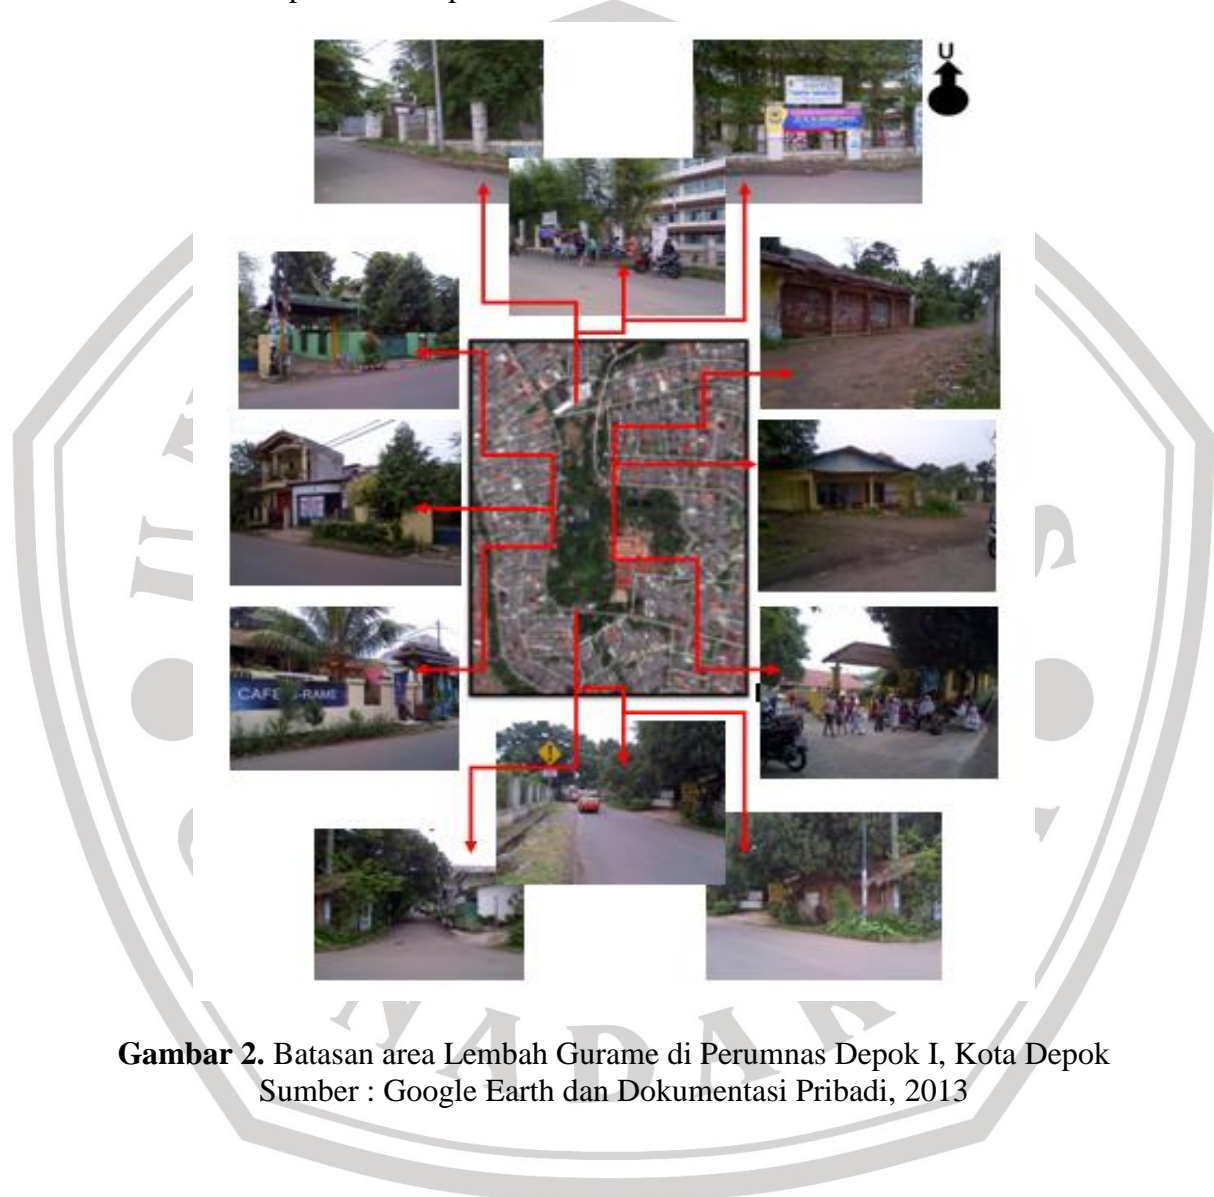 U
CAFE
-RAME
Gambar 2. Batasan area Lembah Gurame di Perumnas Depok I, Kota Depok
Sumber : Google Earth dan Dokumentasi Pribadi, 2013